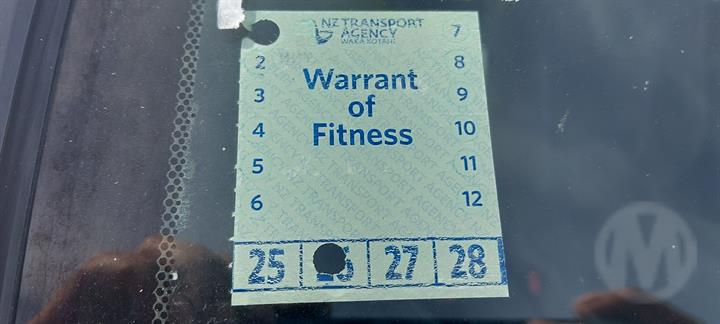 NZ TRANSPORT
AGENCY
WAKA KOTAHI
7
2 8
3 Warrant 9
of
4 Fitness 10
5 11
6 12
25 26 27 28
M